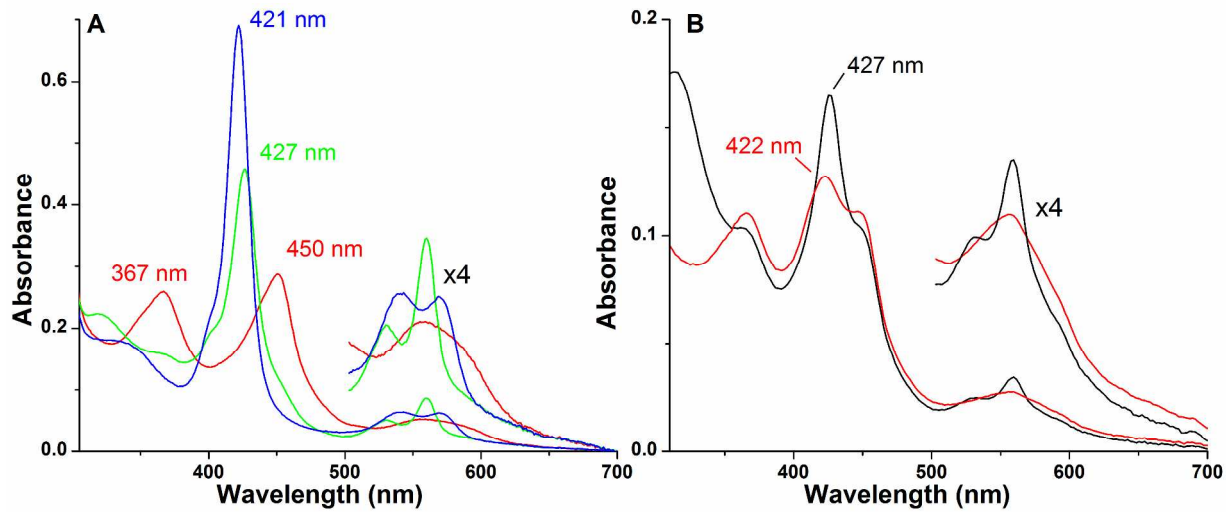 A
421 nm
427 nm
367 nm
450 nm
x4
0.6
0.4
0.2
0.0
400
500
600
700
Absorbance
Wavelength (nm)
B
427 nm
422 nm
x4
0.2
0.1
0.0
400
500
600
700
Absorbance
Wavelength (nm)